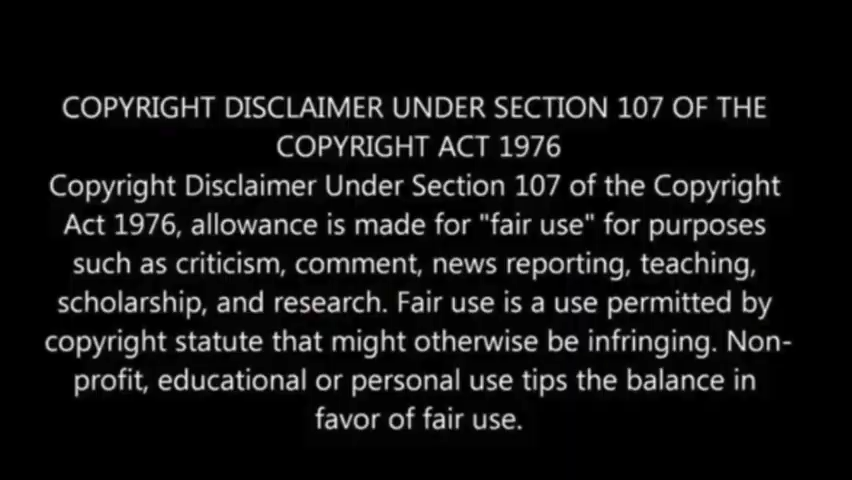 COPYRIGHT DISCLAIMER UNDER SECTION 107 OF THE
COPYRIGHT ACT 1976
Copyright Disclaimer Under Section 107 of the Copyright
Act 1976, allowance is made for "fair use" for purposes
such as criticism, comment, news reporting, teaching,
scholarship, and research. Fair use is a use permitted by
copyright statute that might otherwise be infringing. Non-
profit, educational or personal use tips the balance in
favor of fair use.